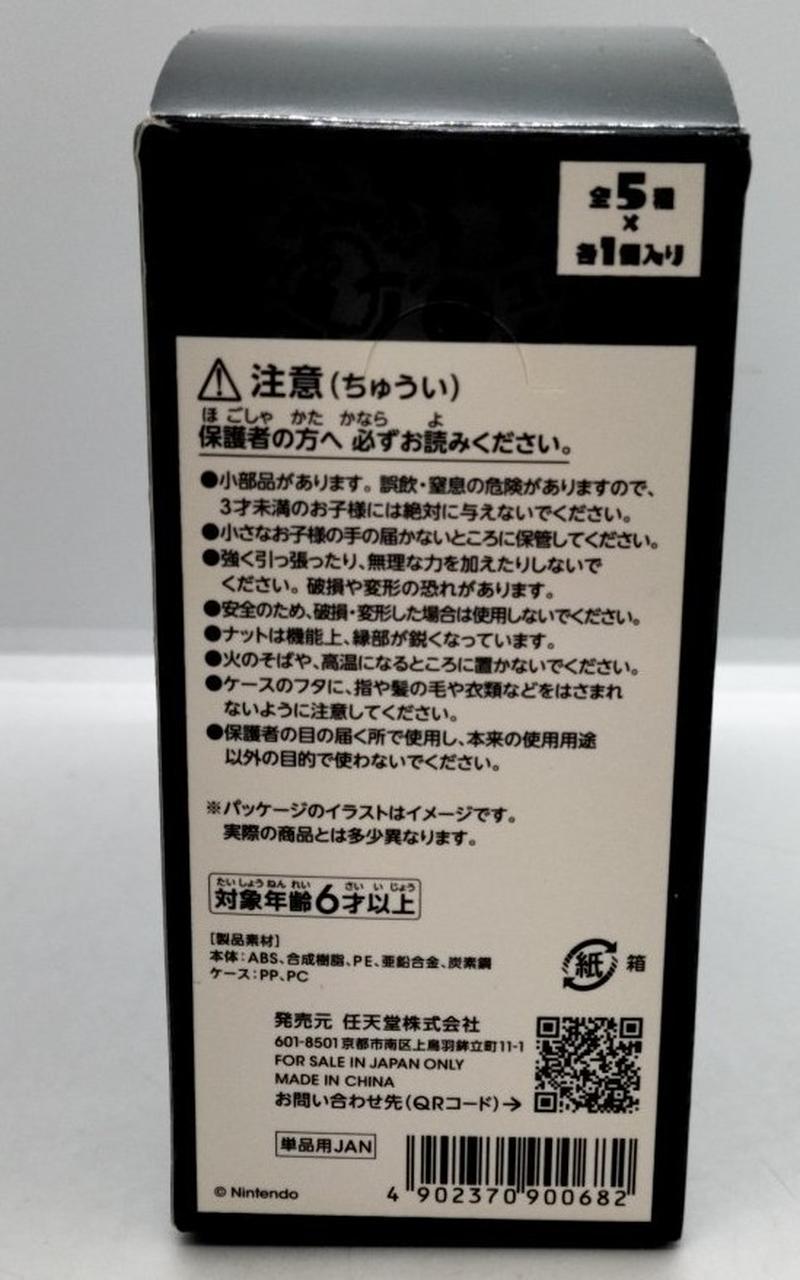 全5種
×
各1個入り
注意(ちゅうい)
ほごしゃ かた かなら よ
保護者の方へ 必ずお読みください。
●小部品があります。誤飲・窒息の危険がありますので、
3才未満のお子様には絶対に与えないでください。
●小さなお子様の手の届かないところに保管してください。
●強く引っ張ったり、無理な力を加えたりしないで
ください。破損や変形の恐れがあります。
●安全のため、破損・変形した場合は使用しないでください。
●ナットは機能上、縁部が鋭くなっています。
●火のそばや、高温になるところに置かないでください。
●ケースのフタに、指や髪の毛や衣類などをはさまれ
ないように注意してください。
●保護者の目の届く所で使用し、本来の使用用途
以外の目的で使わないでください。
※パッケージのイラストはイメージです。
実際の商品とは多少異なります。
たいしょうねんれい さいいじょう
対象年齢6才以上
[製品素材]
本体:ABS、合成樹脂、PE、亜鉛合金、炭素鋼
ケース:PP、PC
紙 箱
発売元 任天堂株式会社
601-8501京都市南区上鳥羽鉾立町11-1
FOR SALE IN JAPAN ONLY
MADE IN CHINA
お問い合わせ先(QRコード)→
単品用JAN
© Nintendo
4 902370 900682